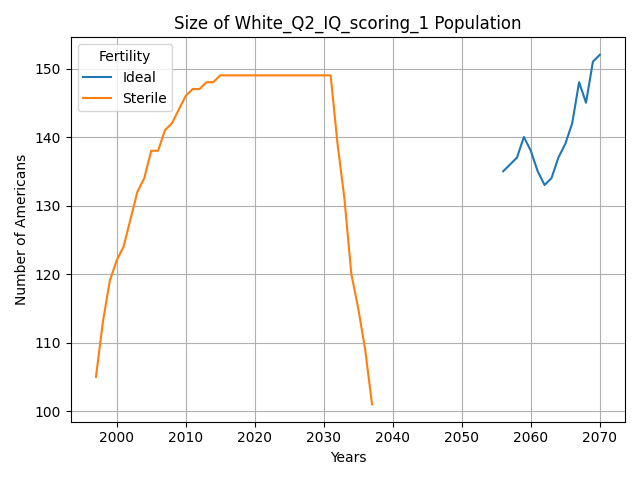 Size of White_Q2_IQ_scoring_1 Population
Fertility
Ideal
Sterile
Number of Americans
150
140
130
120
110
100
2000 2010 2020 2030 2040 2050 2060 2070
Years